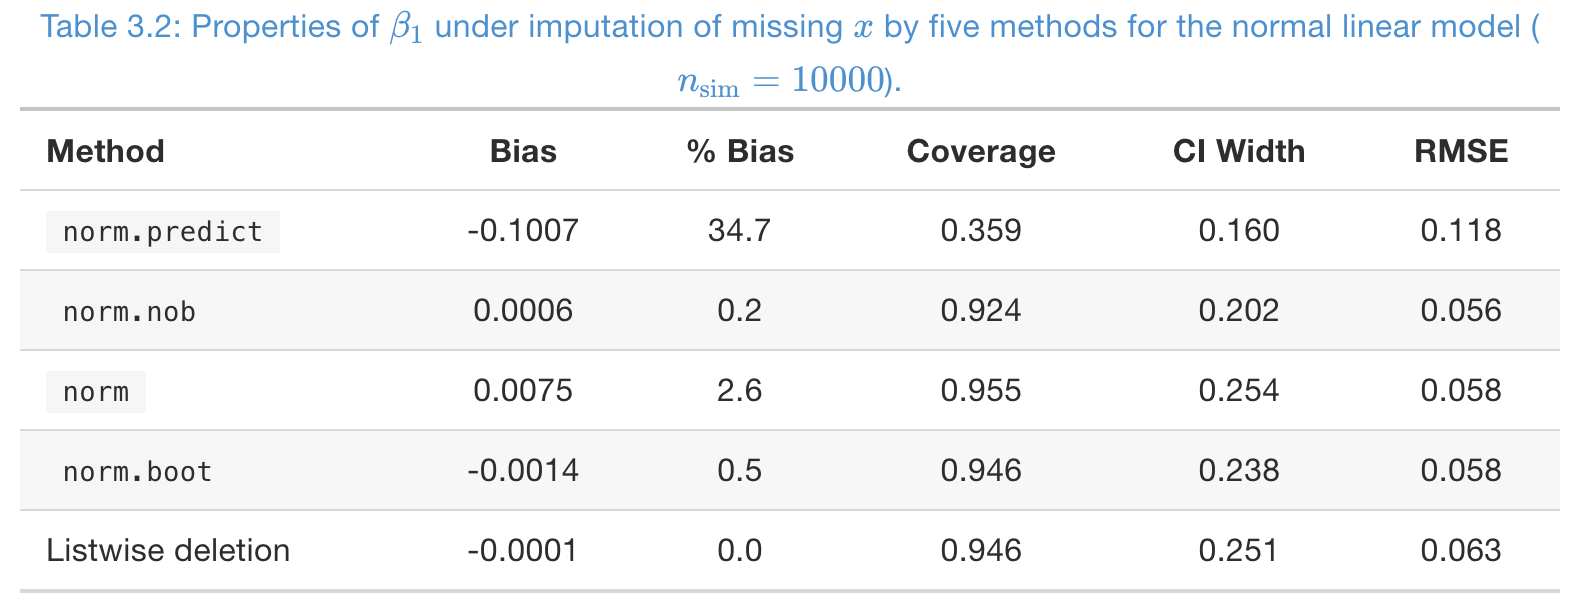 Table 3.2: Properties of β₁ under imputation of missing x by five methods for the normal linear model (
n_sim = 10000).
Method Bias % Bias Coverage CI Width RMSE
norm.predict -0.1007 34.7 0.359 0.160 0.118
norm.nob 0.0006 0.2 0.924 0.202 0.056
norm 0.0075 2.6 0.955 0.254 0.058
norm.boot -0.0014 0.5 0.946 0.238 0.058
Listwise deletion -0.0001 0.0 0.946 0.251 0.063